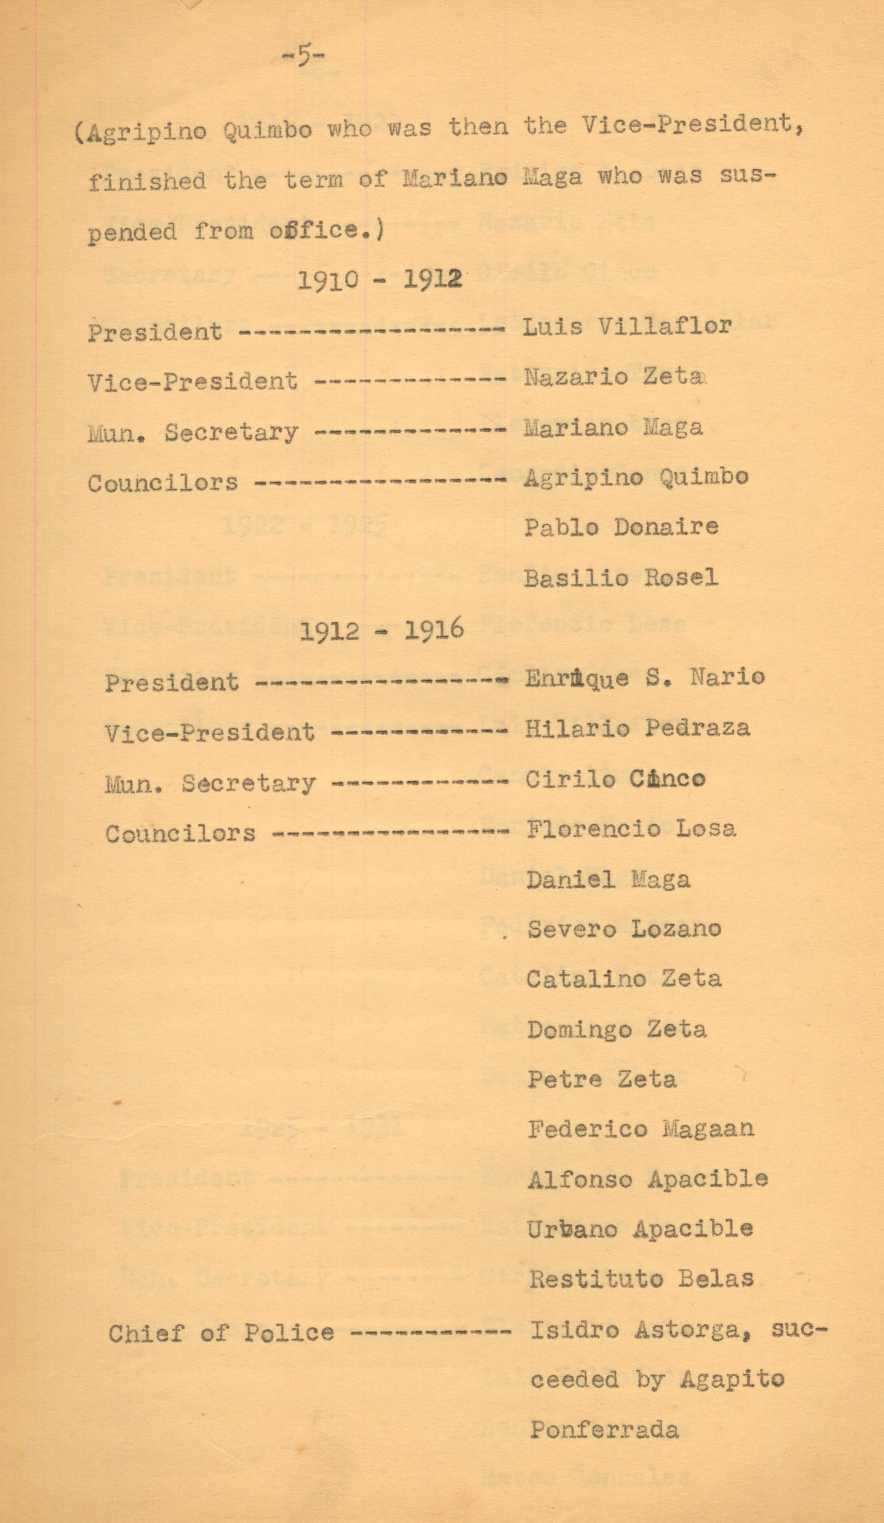 -5-
(Agripino Quimbo who was then the Vice-President,
finished the term of Mariano Maga who was sus-
pended from office.)
1910 - 1912
President ------------------ Luis Villaflor
Vice-President ------------- Nazario Zeta
Mun. Secretary ------------- Mariano Maga
Councilors ----------------- Agripino Quimbo
Pablo Donaire
Basilio Rosel
1912 - 1916
President ----------------- Enrique S. Nario
Vice-President ------------ Hilario Pedraza
Mun. Secretary ------------ Cirilo Cinco
Councilors ---------------- Florencio Losa
Daniel Maga
Severo Lozano
Catalino Zeta
Domingo Zeta
Petre Zeta
Federico Magaan
Alfonso Apacible
Urbano Apacible
Restituto Belas
Chief of Police ----------- Isidro Astorga, suc-
ceeded by Agapito
Ponferrada